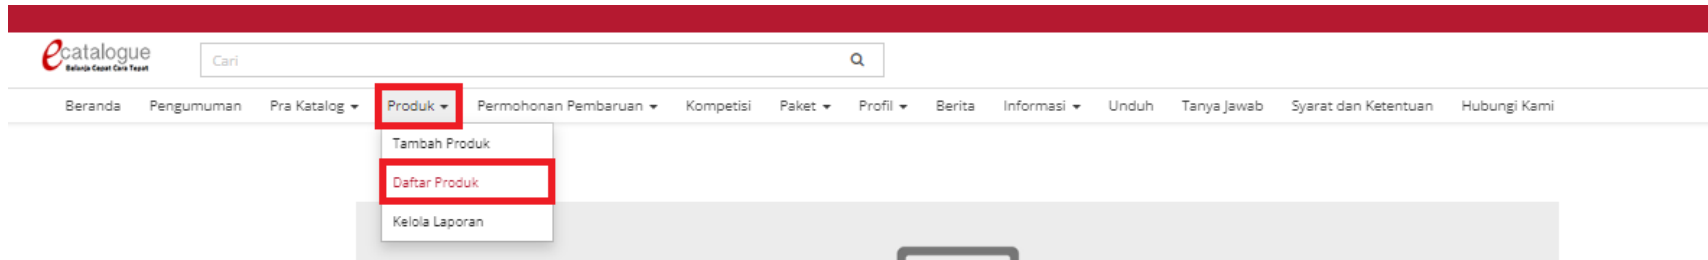 ecatalogue
Belanja Cepat Cara Tepat
Cari
Beranda Pengumuman Pra Katalog Produk Permohonan Pembaruan Kompetisi Paket Profil Berita Informasi Unduh Tanya Jawab Syarat dan Ketentuan Hubungi Kami
Tambah Produk
Daftar Produk
Kelola Laporan